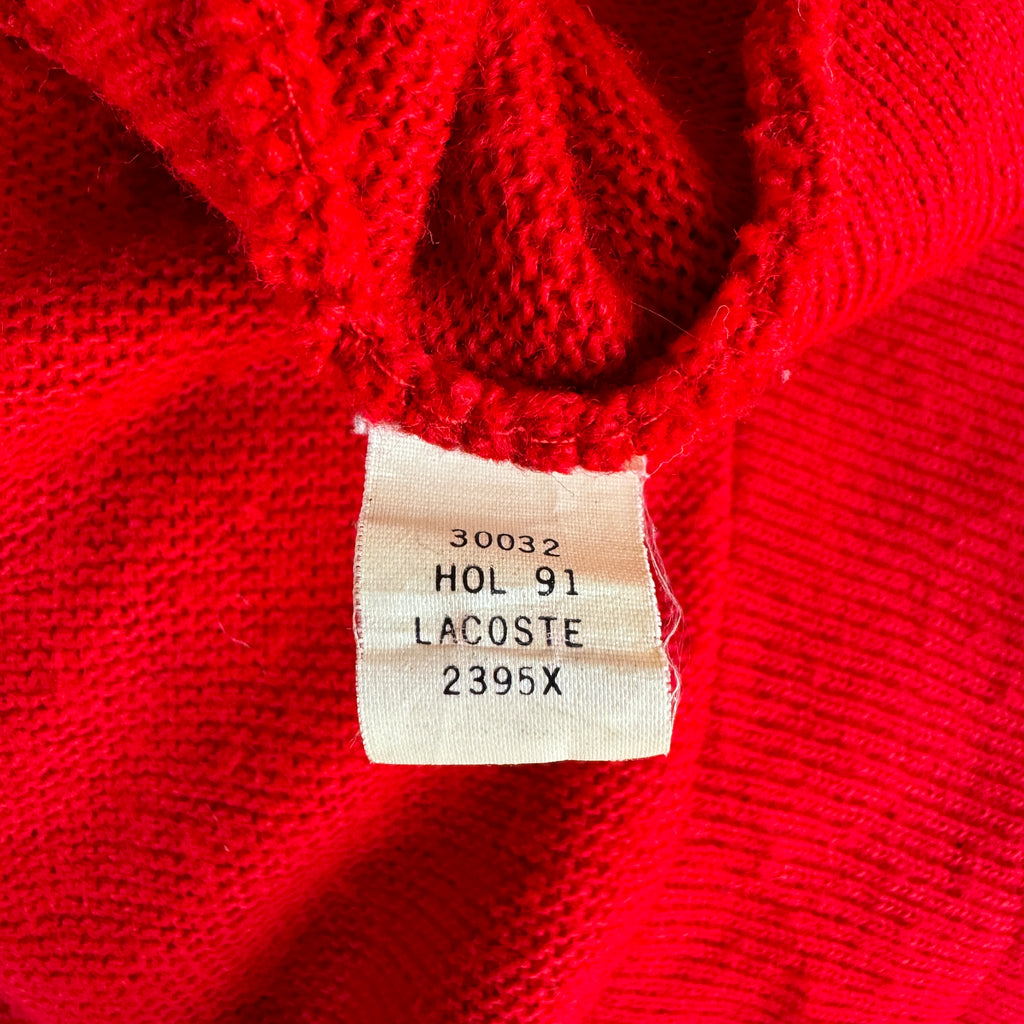 30032
HOL 91
LACOSTE
2395X